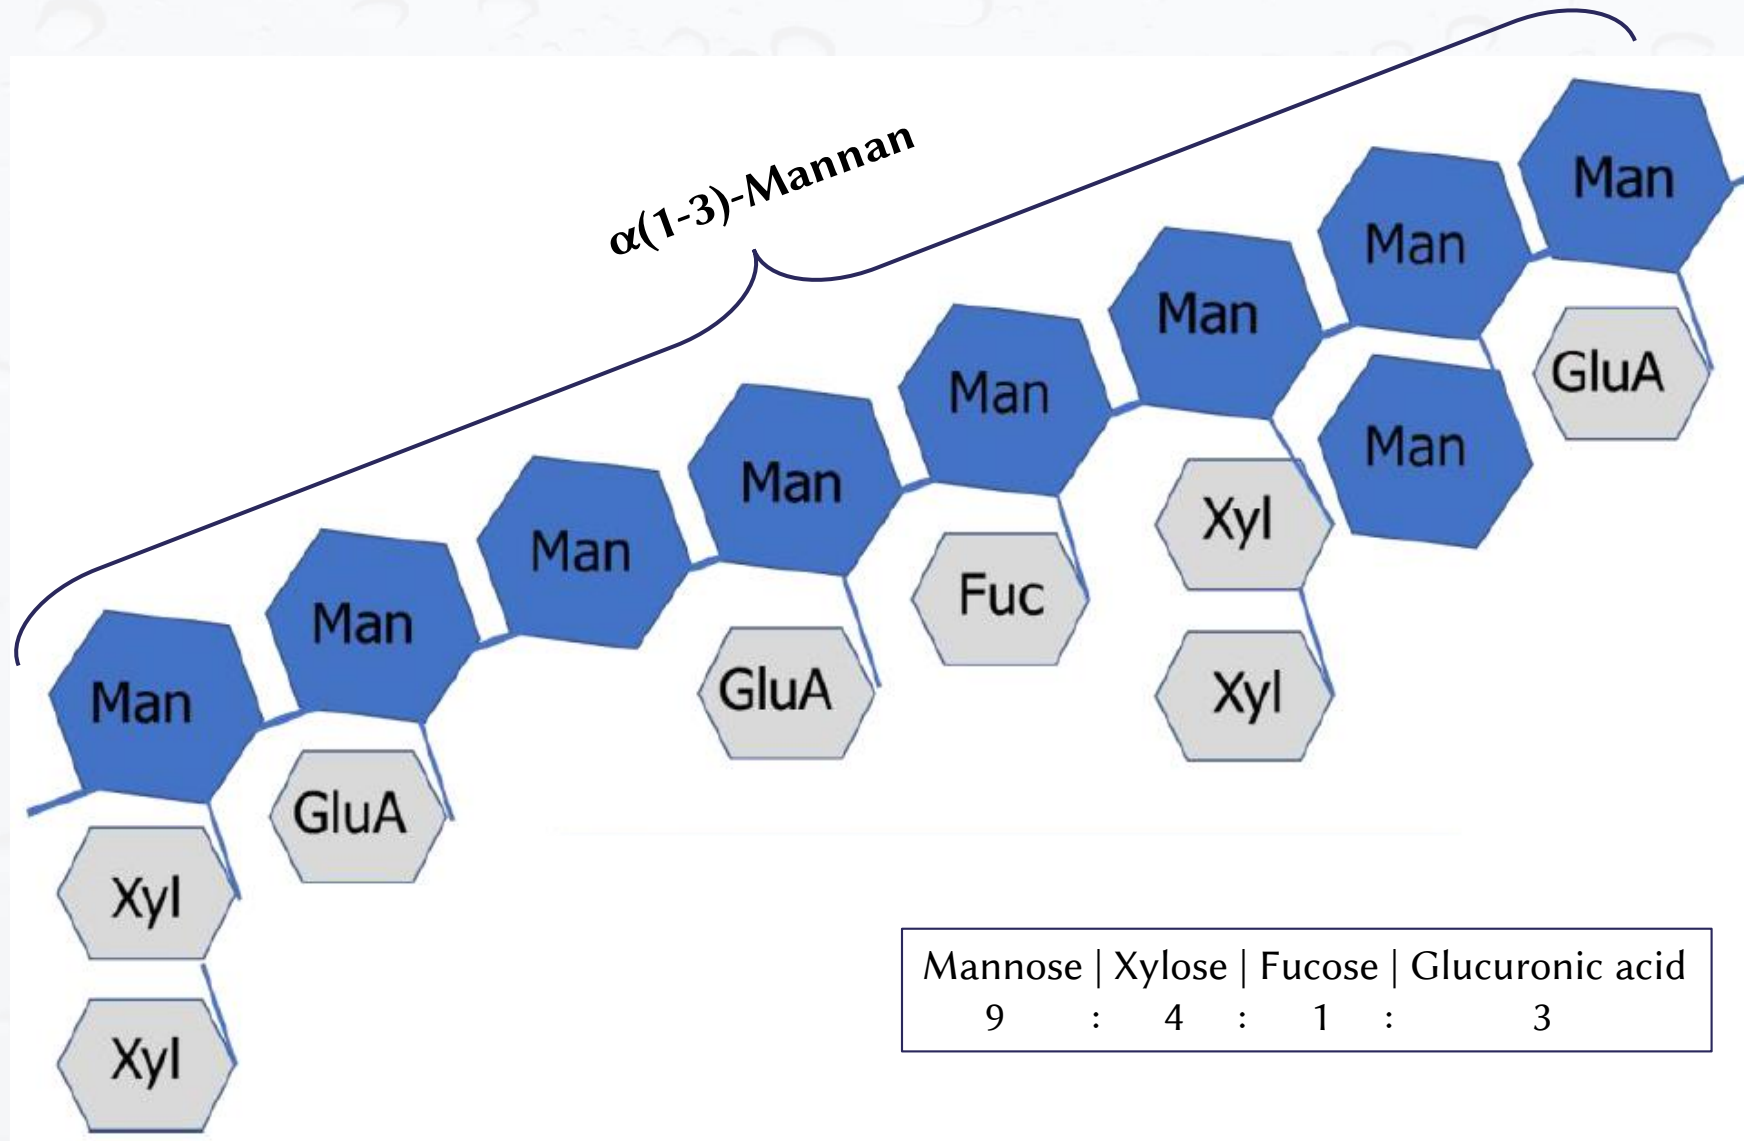 α(1-3)-Mannan
Man
Man
Man
Man
Man
Man
Man
Man
Man
GluA
Xyl
Fuc
Xyl
GluA
GluA
Xyl
Xyl
Mannose | Xylose | Fucose | Glucuronic acid
9 : 4 : 1 : 3